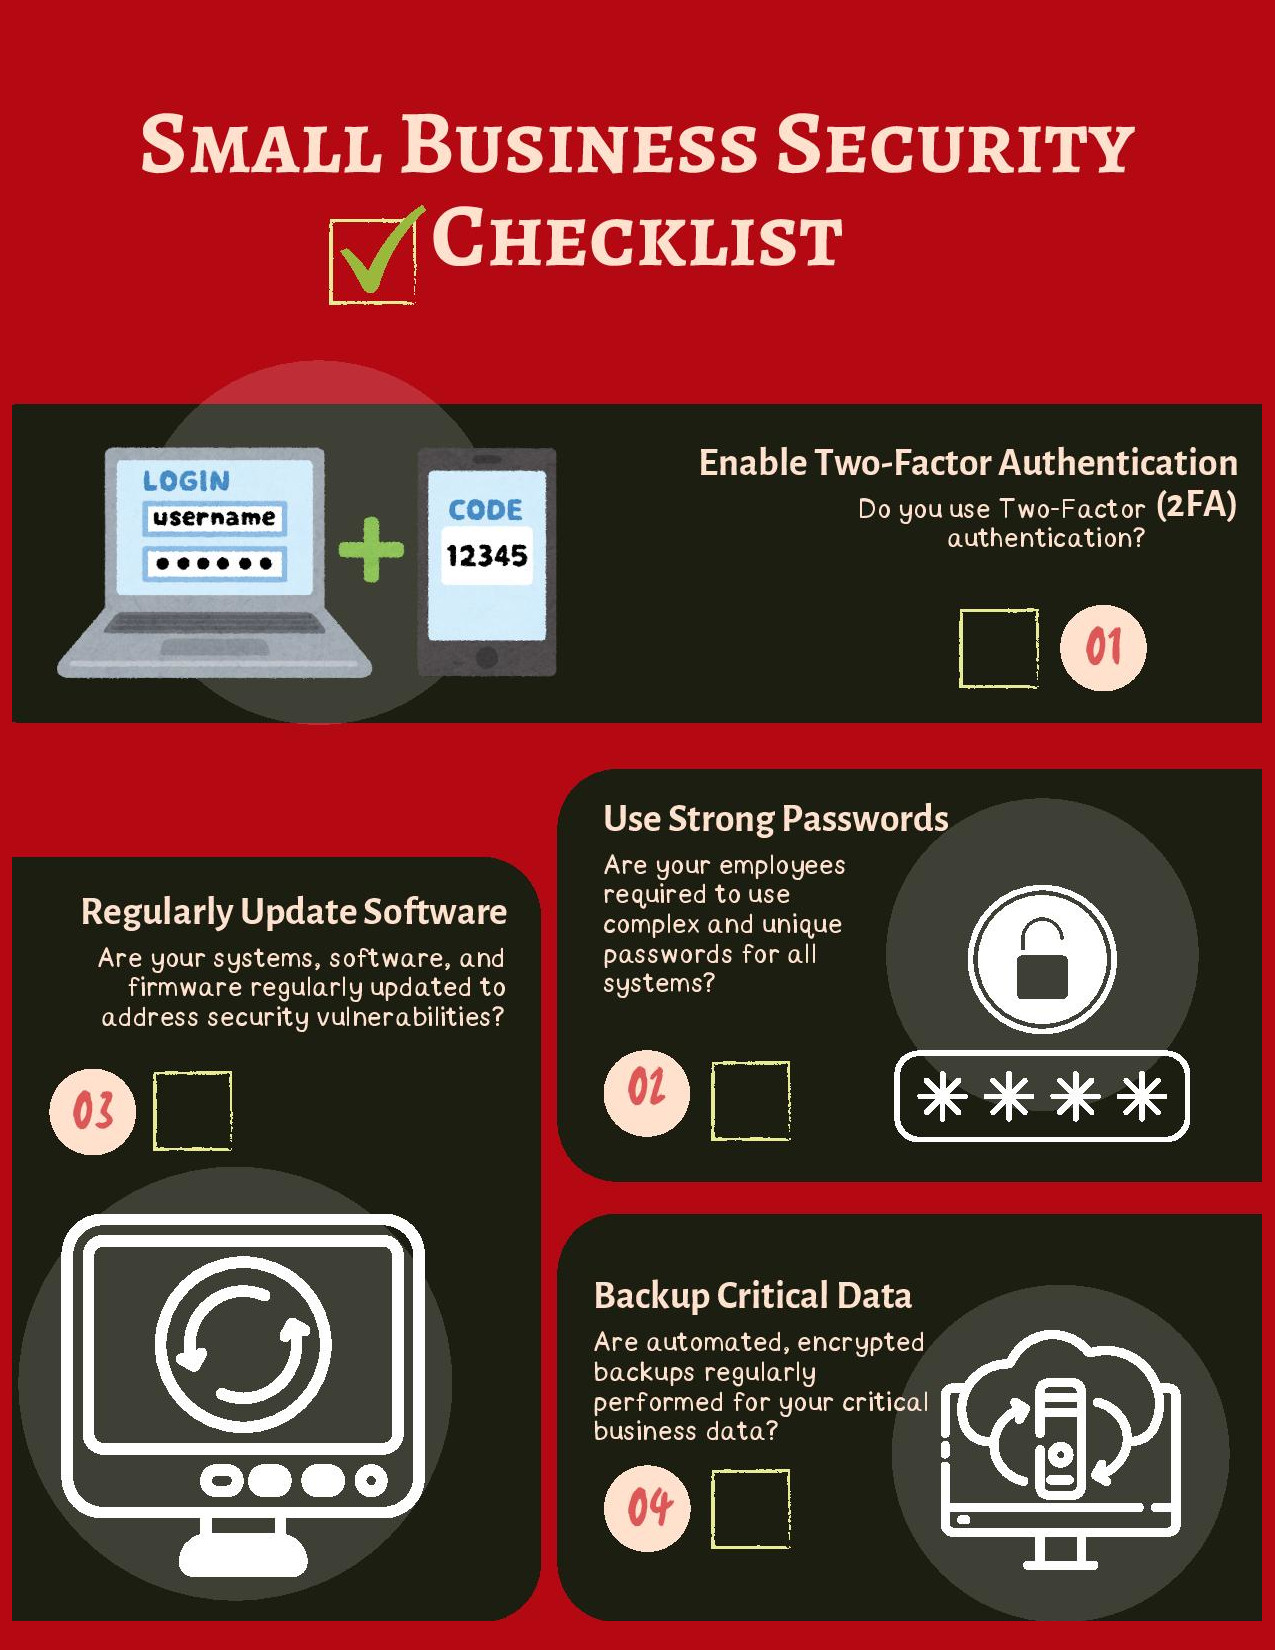 Small Business Security
Checklist
LOGIN
username
CODE
12345
Enable Two-Factor Authentication
(2FA)
Do you use Two-Factor
authentication?
01
Use Strong Passwords
Are your employees
required to use
complex and unique
passwords for all
systems?
02
****
Regularly Update Software
Are your systems, software, and
firmware regularly updated to
address security vulnerabilities?
03
Backup Critical Data
Are automated, encrypted
backups regularly
performed for your critical
business data?
04